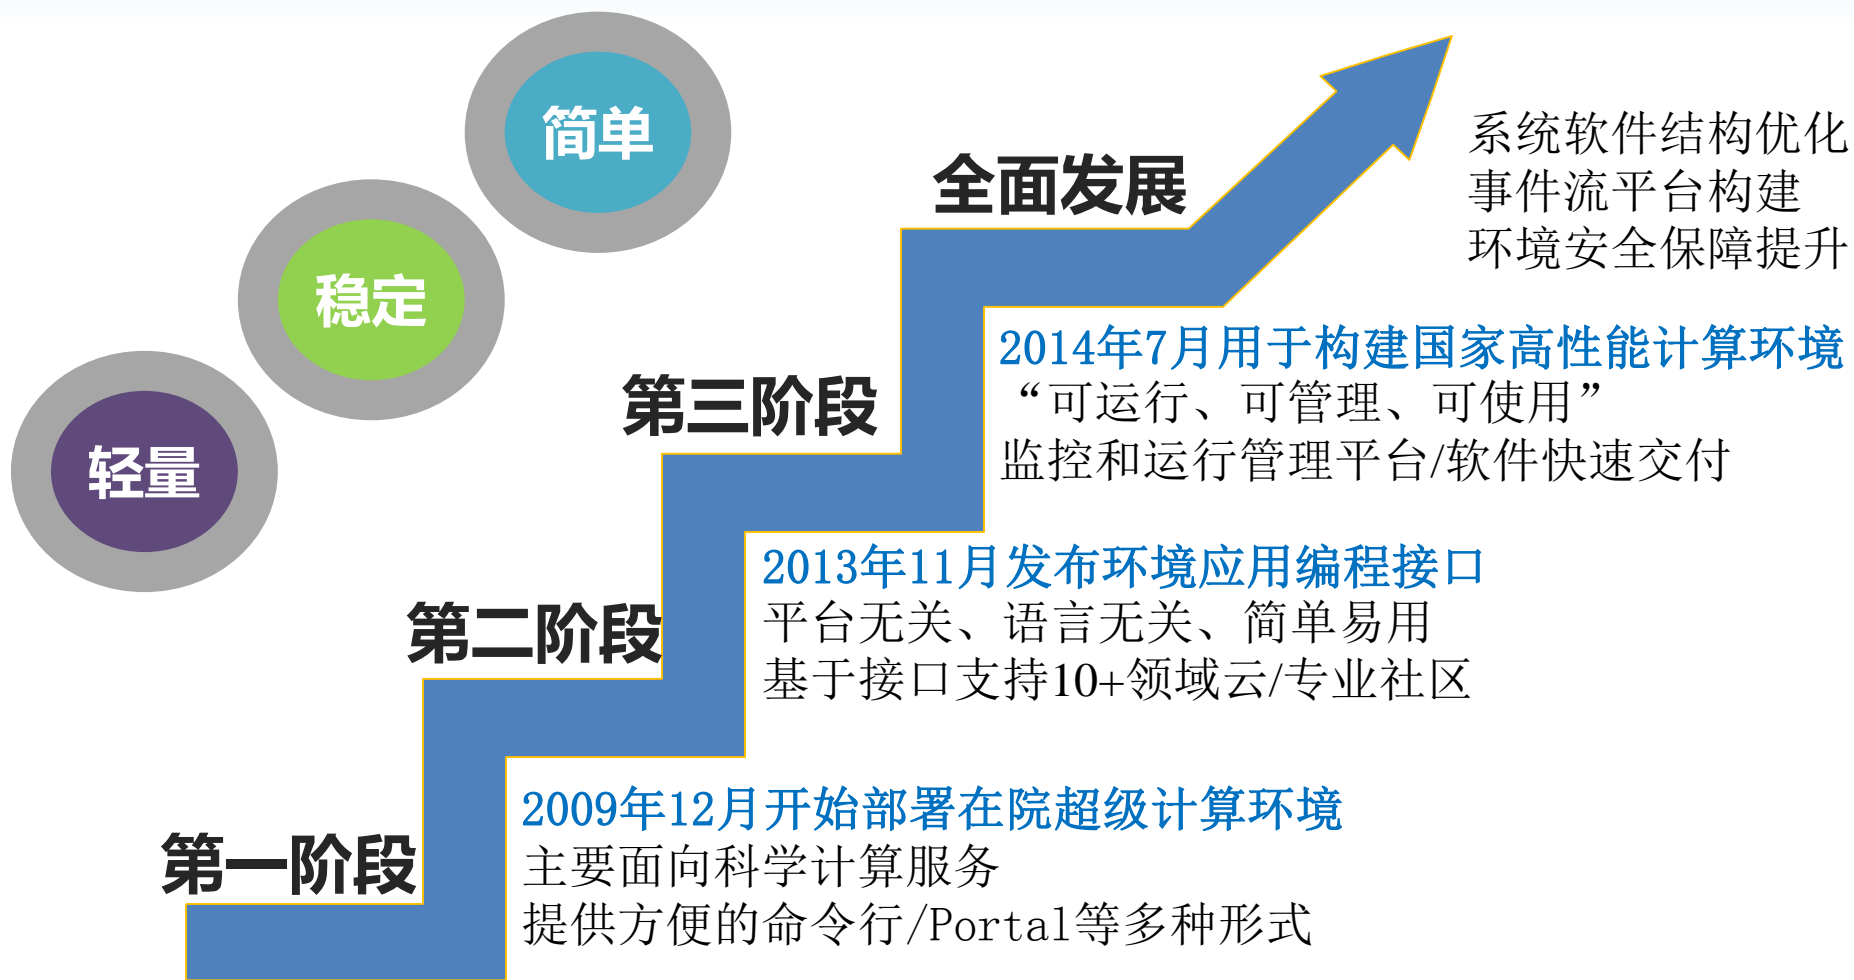 简单
稳定
轻量
全面发展
系统软件结构优化
事件流平台构建
环境安全保障提升
第三阶段
2014年7月用于构建国家高性能计算环境
“可运行、可管理、可使用”
监控和运行管理平台/软件快速交付
第二阶段
2013年11月发布环境应用编程接口
平台无关、语言无关、简单易用
基于接口支持10+领域云/专业社区
第一阶段
2009年12月开始部署在院超级计算环境
主要面向科学计算服务
提供方便的命令行/Portal等多种形式